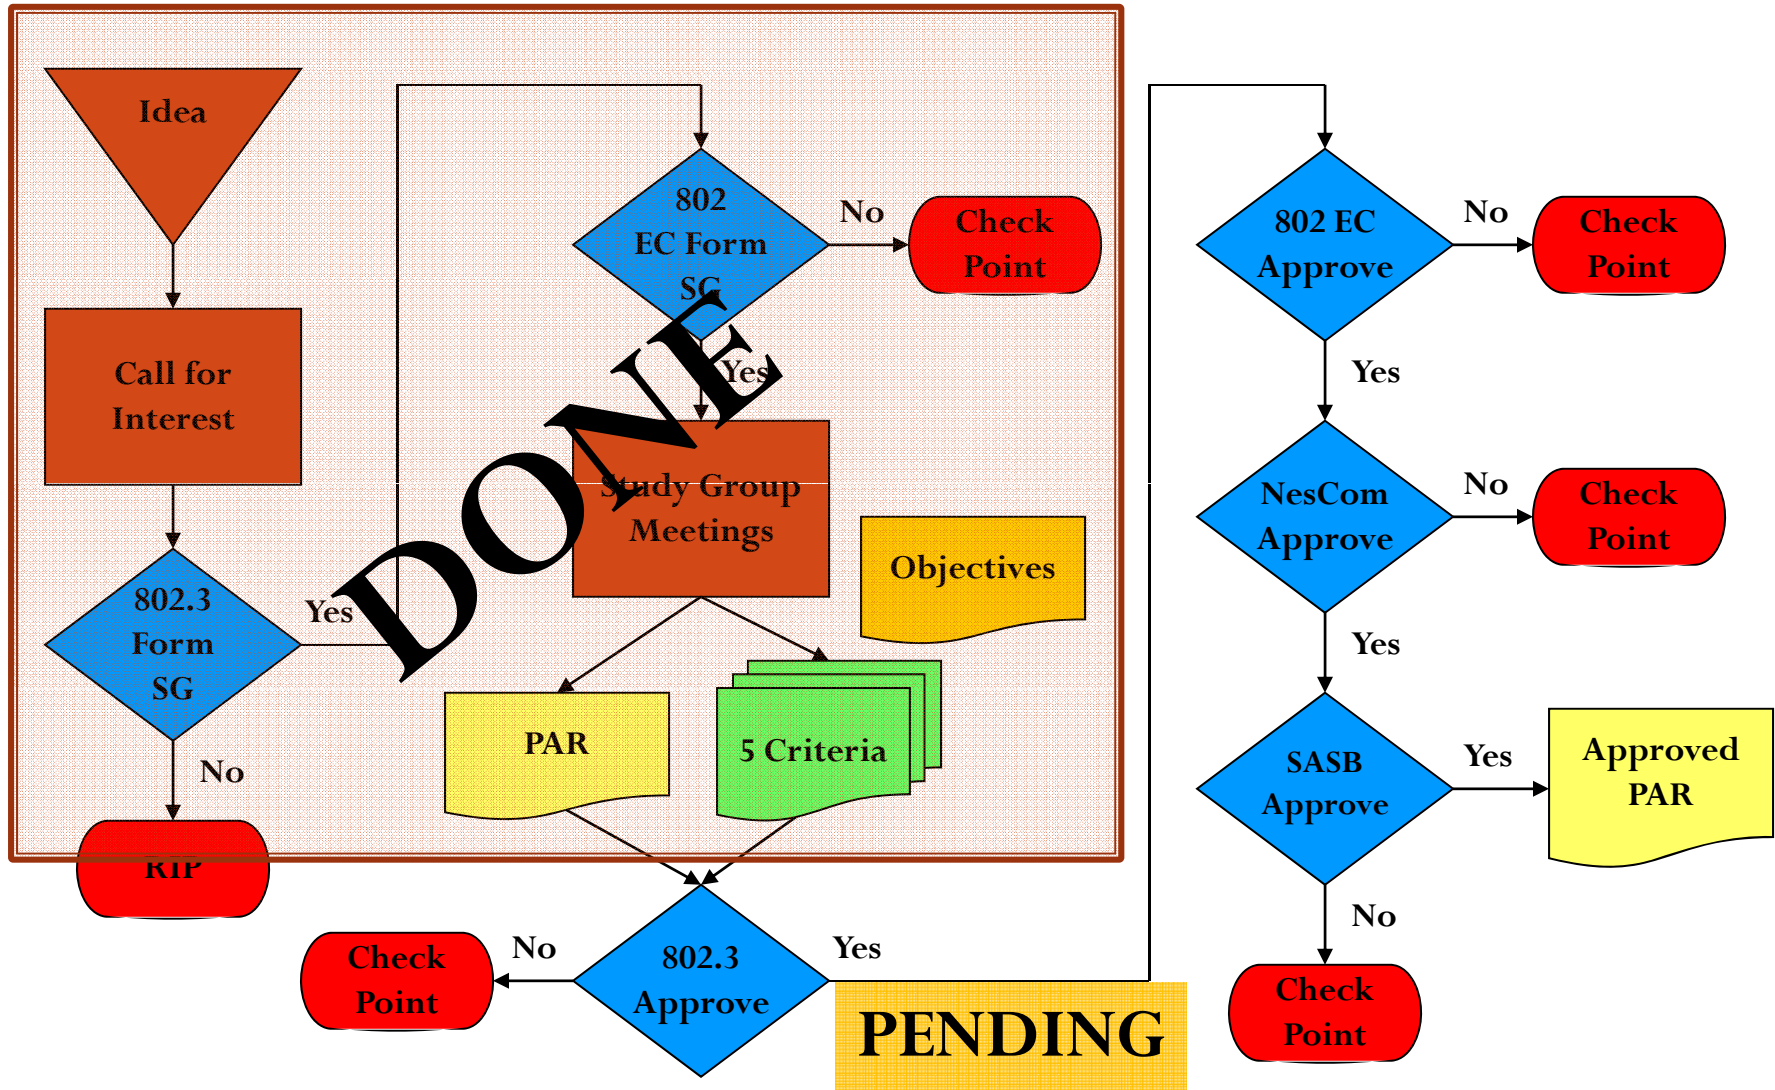 Idea
Call for
Interest
802.3
Form
SG
Yes
No
RIP
802
EC Form
SG
No
Check
Point
Yes
Study Group
Meetings
Objectives
PAR
5 Criteria
DONE
802.3
Approve
No
Check
Point
Yes
PENDING
802 EC
Approve
No
Check
Point
Yes
NesCom
Approve
No
Check
Point
Yes
SASB
Approve
Yes
Approved
PAR
No
Check
Point